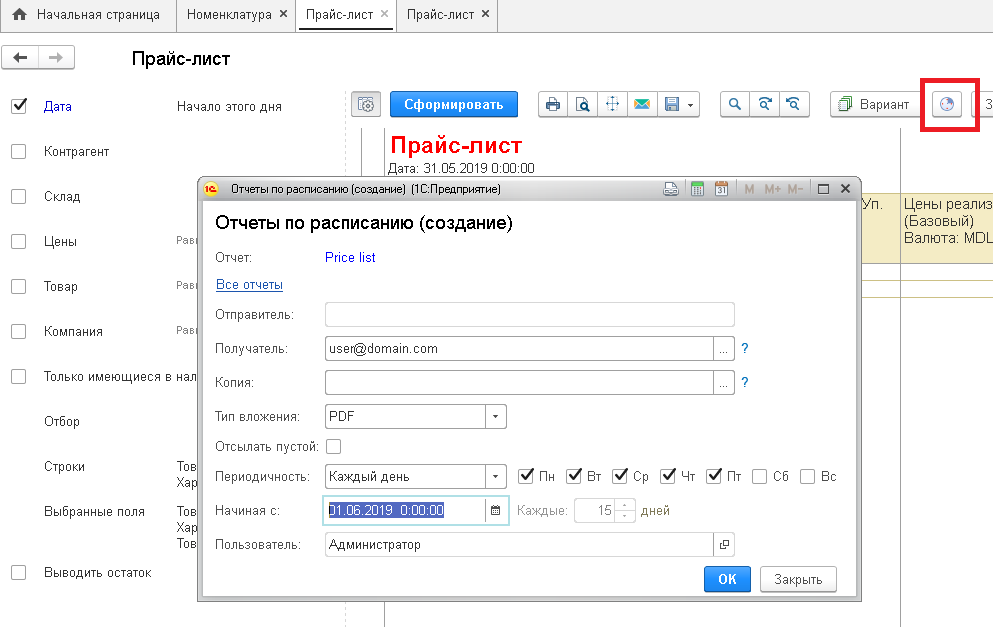 Начальная страница
Номенклатура ×
Прайс-лист ×
Прайс-лист ×
Прайс-лист
Дата
Начало этого дня
Сформировать
Вариант
Контрагент
Склад
Цены
Товар
Компания
Только имеющиеся в нал
Отбор
Строки
Тов
Хар
Выбранные поля
Тов
Хар
Тов
Выводить остаток
Прайс-лист
Дата: 31.05.2019 0:00:00
Уп.
Цены реализ
(Базовый)
Валюта: MDL
Отчеты по расписанию (создание) (1С:Предприятие)
M M+ M-
Отчеты по расписанию (создание)
Отчет: Price list
Все отчеты
Отправитель:
Получатель: user@domain.com ... ?
Копия: ... ?
Тип вложения: PDF
Отсылать пустой:
Периодичность: Каждый день Пн Вт Ср Чт Пт Сб Вс
Начиная с: 01.06.2019 0:00:00 Каждые: 15 дней
Пользователь: Администратор
OK Закрыть